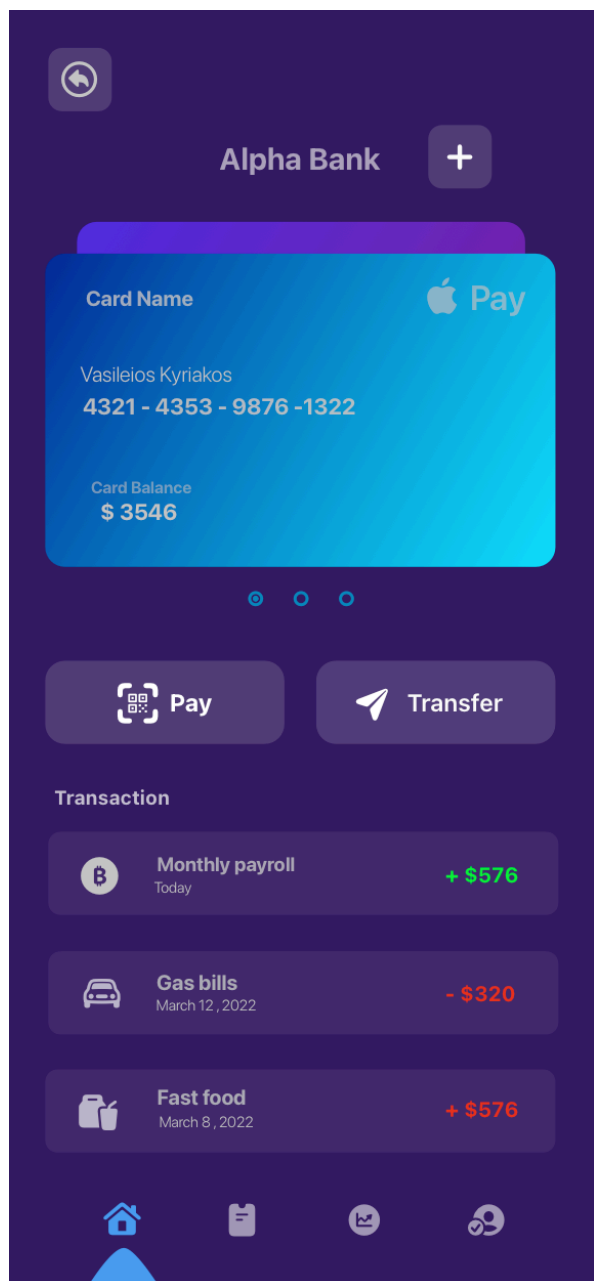 Alpha Bank
Card Name
Pay
Vasileios Kyriakos
4321 - 4353 - 9876 -1322
Card Balance
$ 3546
Pay
Transfer
Transaction
Monthly payroll
Today
+ $576
Gas bills
March 12 , 2022
- $320
Fast food
March 8 , 2022
+ $576